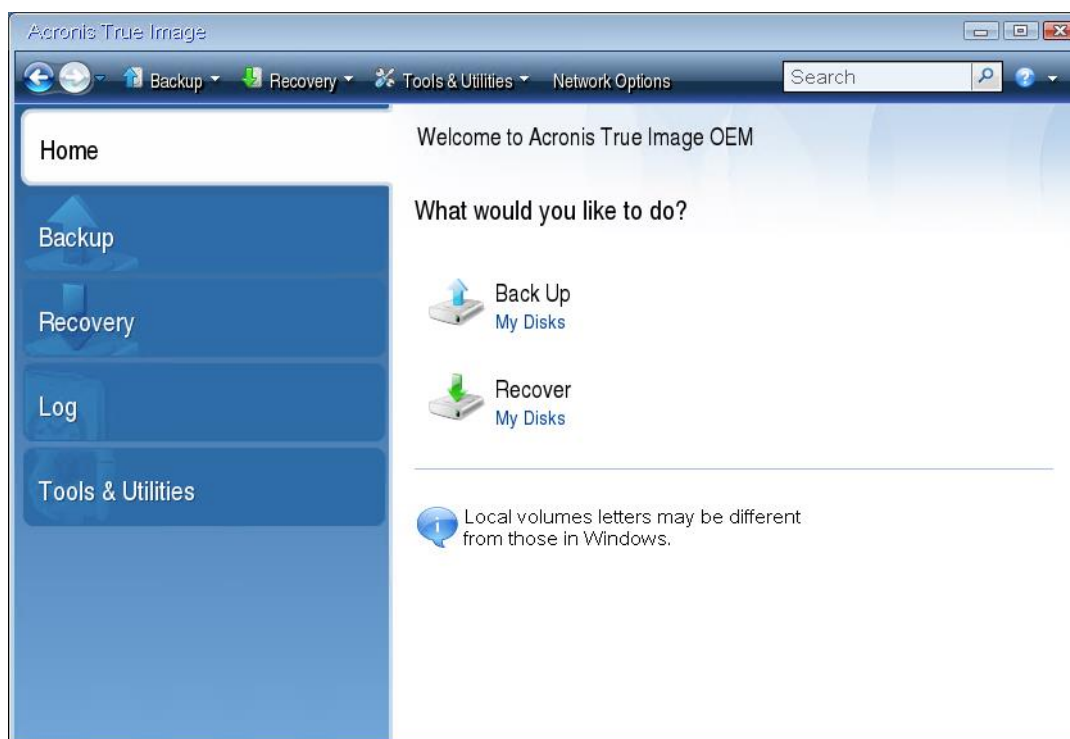 Acronis True Image
Backup Recovery Tools & Utilities Network Options Search
Home
Backup
Recovery
Log
Tools & Utilities
Welcome to Acronis True Image OEM
What would you like to do?
Back Up
My Disks
Recover
My Disks
Local volumes letters may be different
from those in Windows.